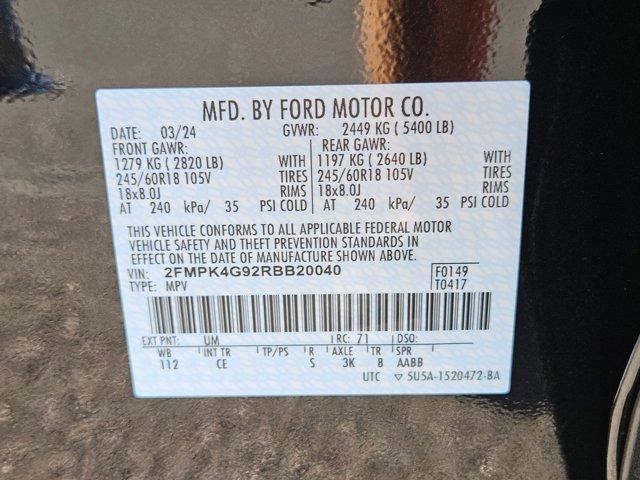 MFD. BY FORD MOTOR CO.
DATE: 03/24 GVWR: 2449 KG ( 5400 LB)
FRONT GAWR: REAR GAWR:
1279 KG ( 2820 LB) WITH 1197 KG ( 2640 LB) WITH
245/60R18 105V TIRES 245/60R18 105V TIRES
18x8.0J RIMS 18x8.0J RIMS
AT 240 kPa/ 35 PSI COLD AT 240 kPa/ 35 PSI COLD
THIS VEHICLE CONFORMS TO ALL APPLICABLE FEDERAL MOTOR
VEHICLE SAFETY AND THEFT PREVENTION STANDARDS IN
EFFECT ON THE DATE OF MANUFACTURE SHOWN ABOVE.
VIN: 2FMPK4G92RBB20040 F0149
TYPE: MPV T0417
EXT PNT: UM RC: 71 DSO:
WB INT TR TP/PS R AXLE TR SPR
112 CE S 3K 8 AABB
UTC ▽ 5U5A-1520472-BA